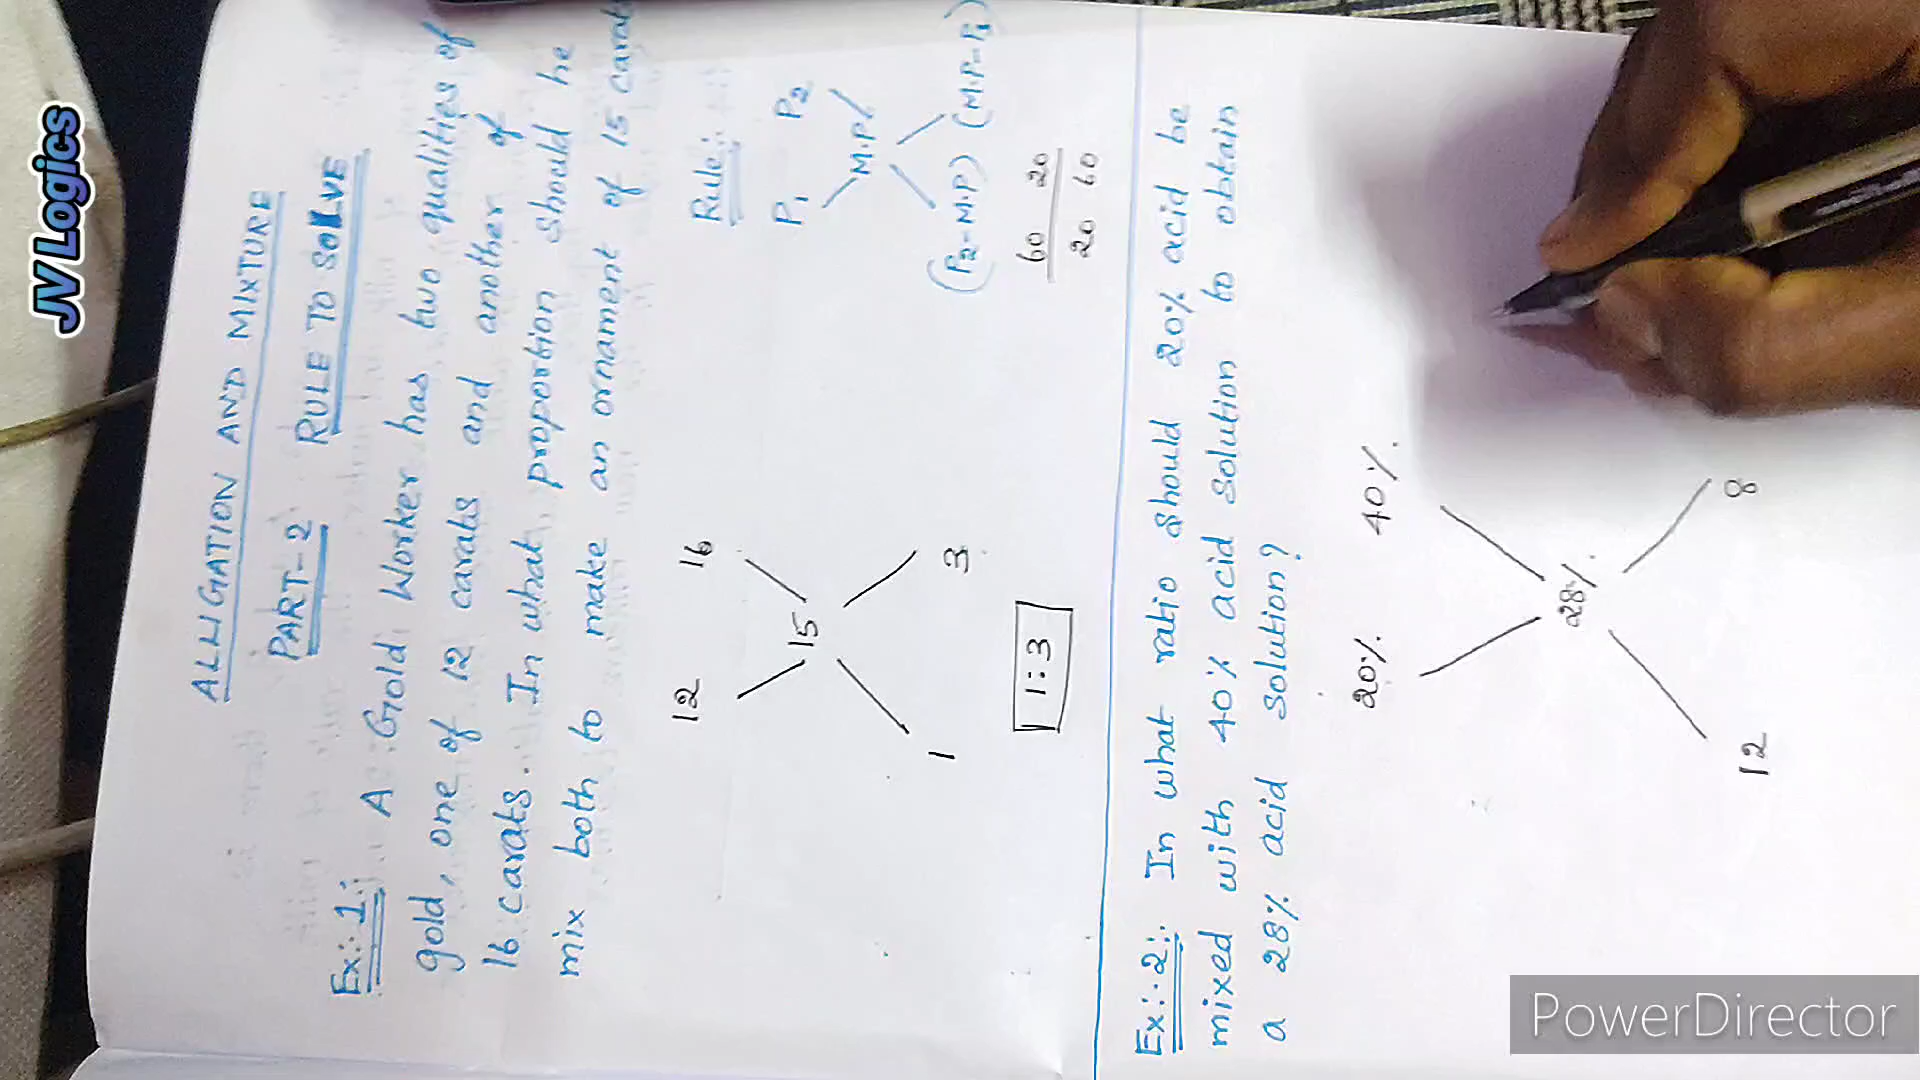 JV Logics
ALLIGATION AND MIXTURE
PART-2 RULE TO SOLVE
Ex:-1: A Gold Worker has two qualities of
gold, one of 12 carats and another of
16 carats. In what proportion should he
mix both to make an ornament of 15 carat
12 16
15
1 3
1:3
Rule:
P1 P2
M.P
(P2-M.P) (M.P-P1)
60 20
20 60
Ex:-2: In what ratio should 20% acid be
mixed with 40% acid solution to obtain
a 28% acid solution?
20% 40%
28%
12 8
PowerDirector